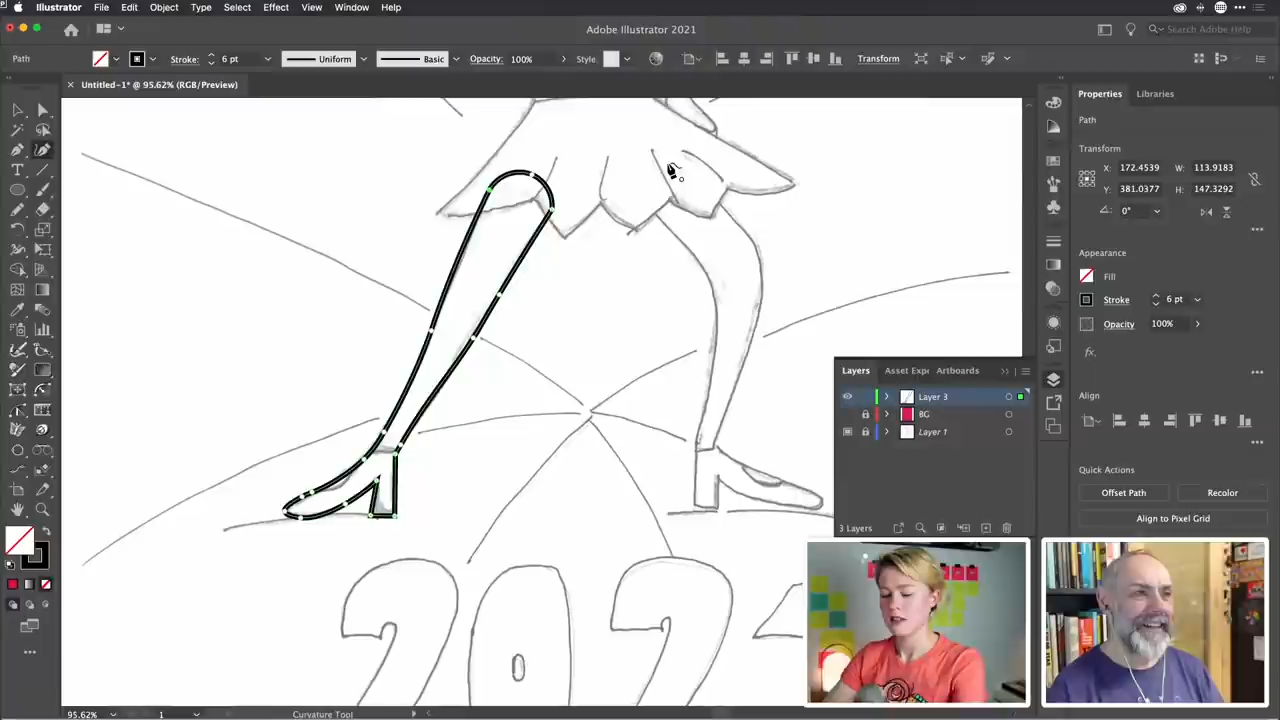 Illustrator File Edit Object Type Select Effect View Window Help
Adobe Illustrator 2021
Search Adobe Help
Path Stroke: 6 pt Uniform Basic Opacity: 100% Style: Transform
× Untitled-1* @ 95.62% (RGB/Preview)
Properties Libraries
Path
Transform
X: 172.4539 W: 113.9183
Y: 381.0377 H: 147.3292
0°
Appearance
Fill
Stroke 6 pt
Opacity 100%
fx.
Align
Quick Actions
Offset Path Recolor
Align to Pixel Grid
Layers Asset Exp Artboards
Layer 3
BG
Layer 1
3 Layers
202
95.62% 1 Curvature Tool